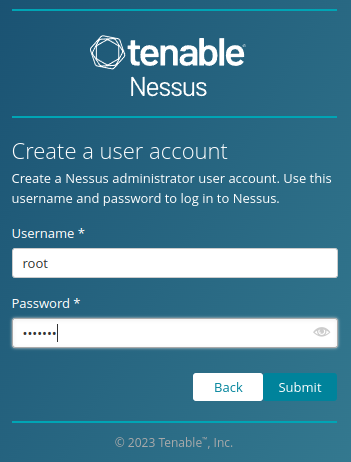 tenable
Nessus
Create a user account
Create a Nessus administrator user account. Use this
username and password to log in to Nessus.
Username *
root
Password *
•••••••
Back
Submit
© 2023 Tenable™, Inc.